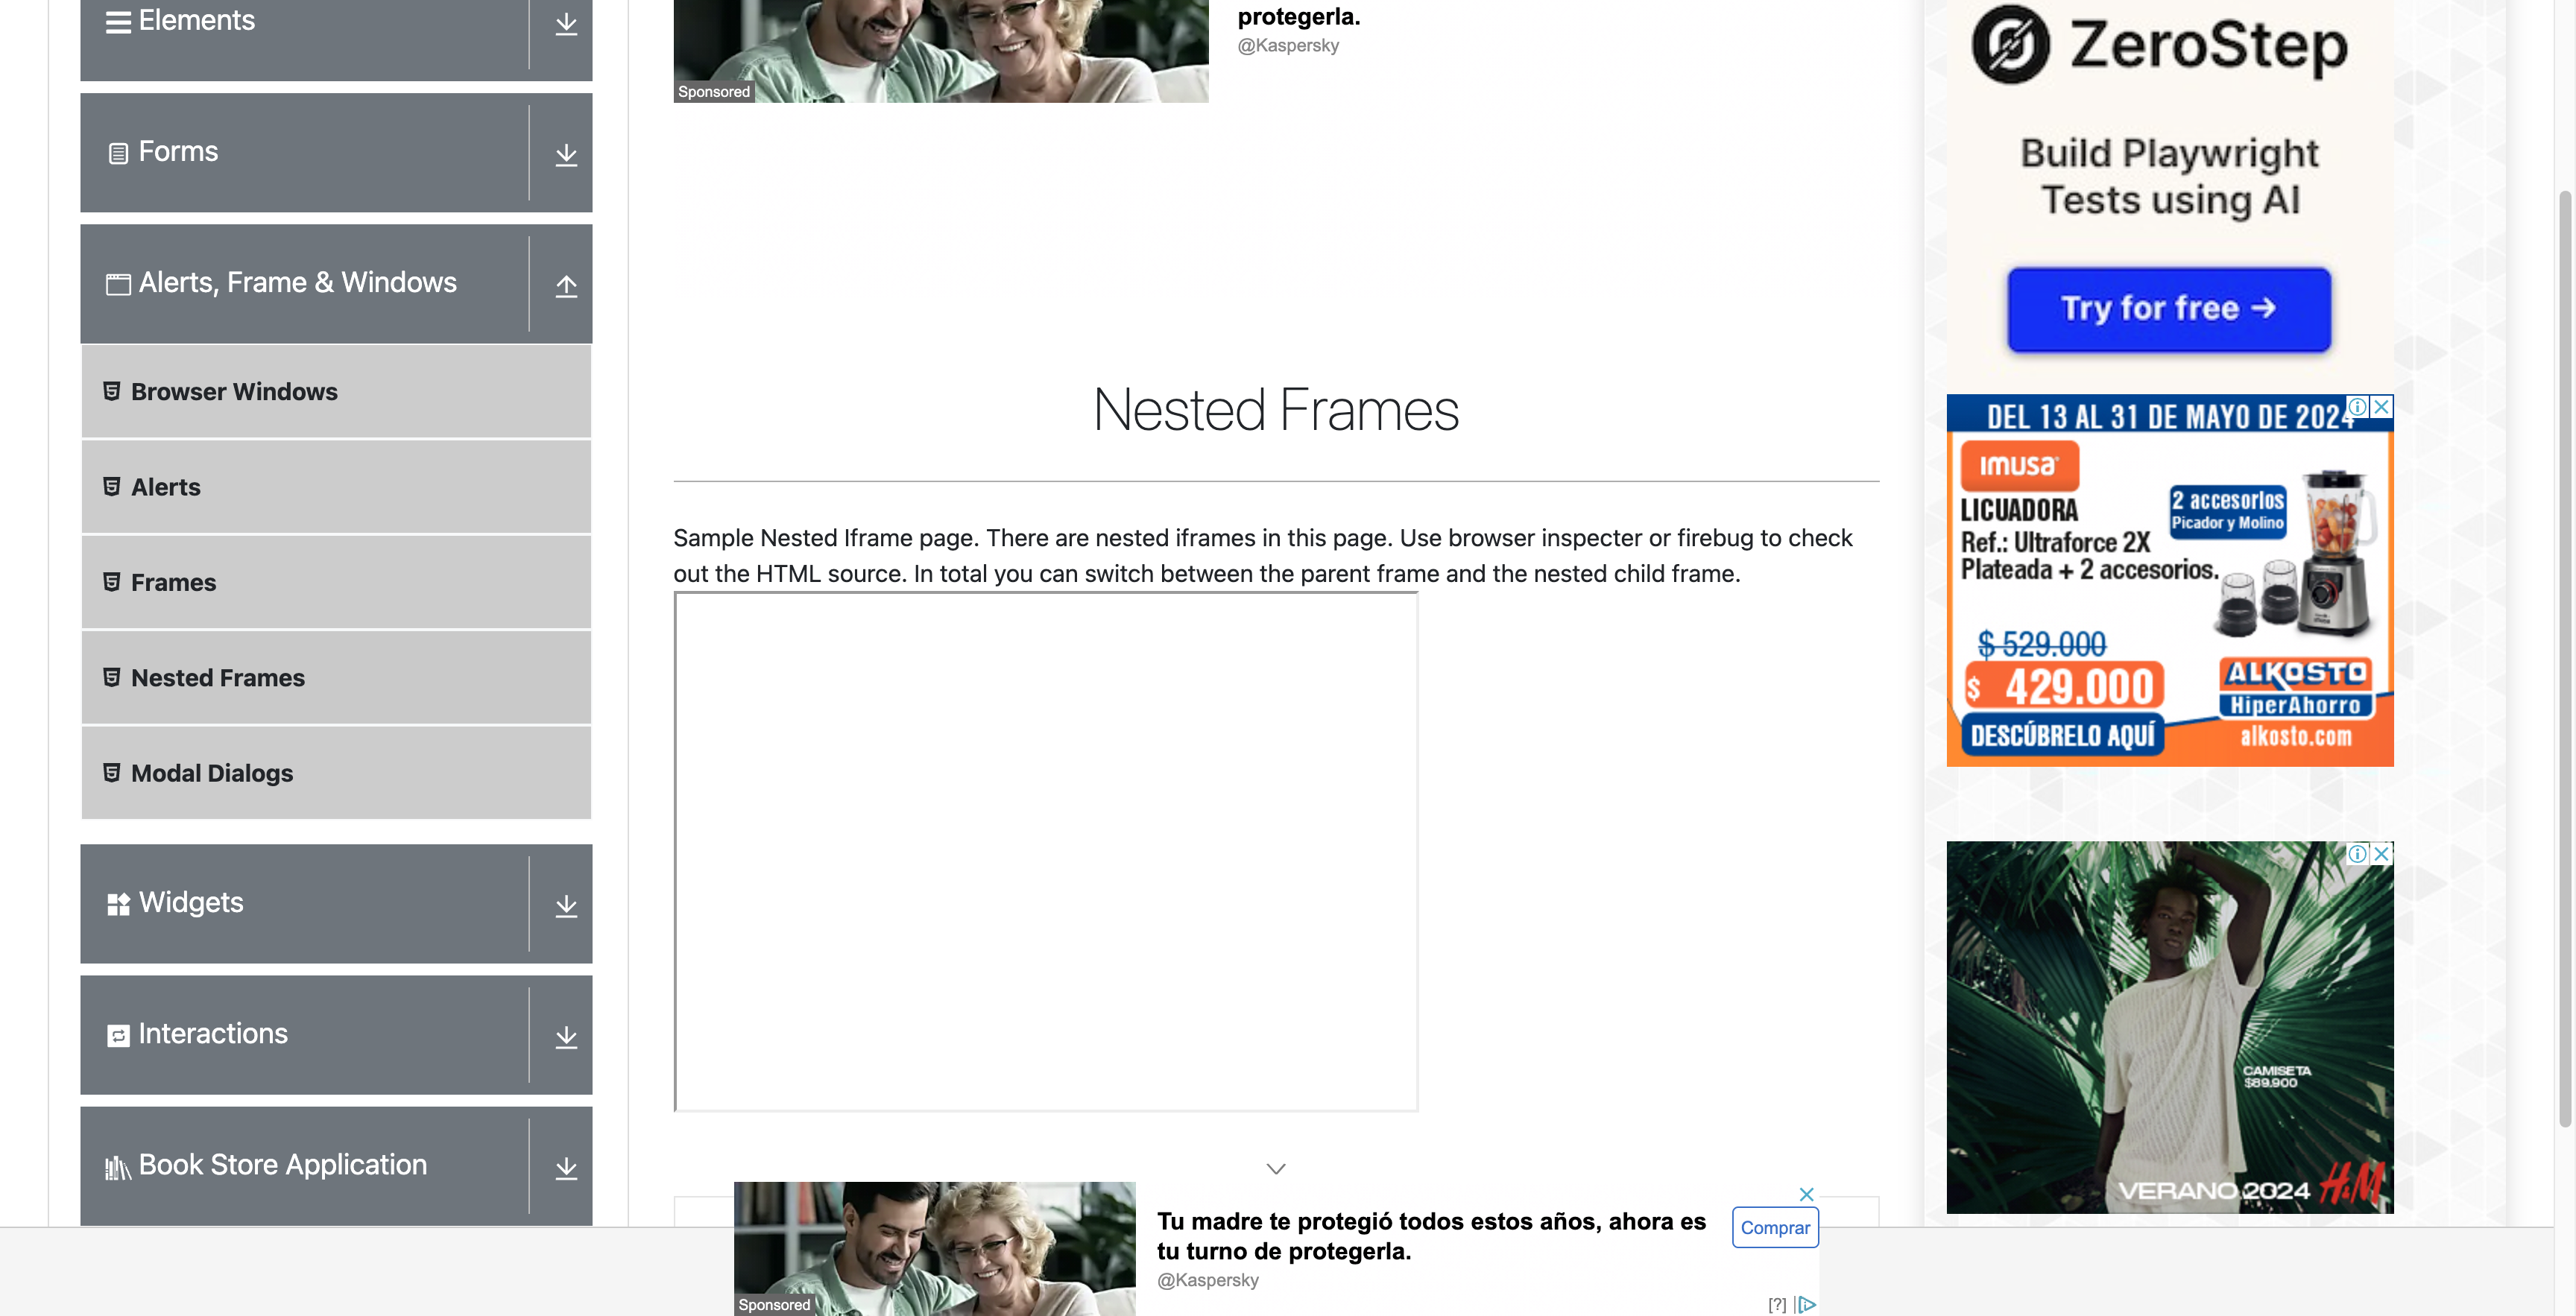 Elements
Forms
Alerts, Frame & Windows
Browser Windows
Alerts
Frames
Nested Frames
Modal Dialogs
Widgets
Interactions
Book Store Application
protegerla.
@Kaspersky
Sponsored
Nested Frames
Sample Nested Iframe page. There are nested iframes in this page. Use browser inspecter or firebug to check
out the HTML source. In total you can switch between the parent frame and the nested child frame.
Tu madre te protegió todos estos años, ahora es
tu turno de protegerla.
@Kaspersky
Comprar
Sponsored
[?]
ZeroStep
Build Playwright
Tests using AI
Try for free →
DEL 13 AL 31 DE MAYO DE 2024
IMUSA
LICUADORA
Ref.: Ultraforce 2X
Plateada + 2 accesorios.
2 accesorios
Picador y Molino
$ 529.000
$ 429.000
DESCÚBRELO AQUÍ
ALKOSTO
HiperAhorro
alkosto.com
CAMISETA
$89.900
VERANO 2024 H&M